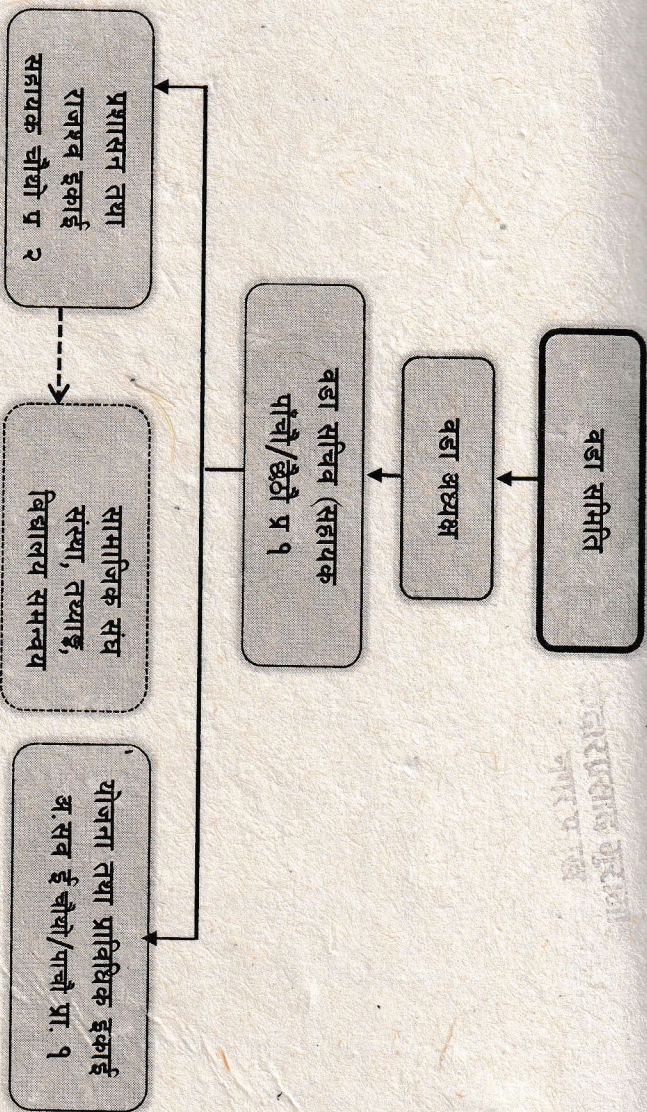 वडा समिति
वडा अध्यक्ष
वडा सचिव (सहायक
पाँचौ/छैठौ प्र १
प्रशासन तथा
राजश्व इकाई
सहायक चौथो प्र. २
सामाजिक संघ
संस्था, तथ्याङ्क,
विद्यालय समन्वय
योजना तथा प्राविधिक इकाई
अ.सव ई चौथो/पाचौ प्रा. १